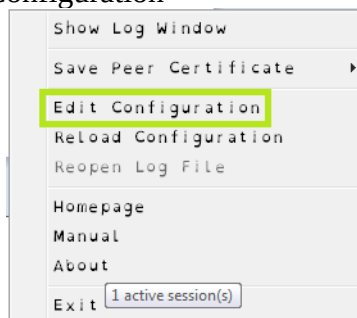 Configuration
Show Log Window
Save Peer Certificate
Edit Configuration
Reload Configuration
Reopen Log File
Homepage
Manual
About
Exit
1 active session(s)